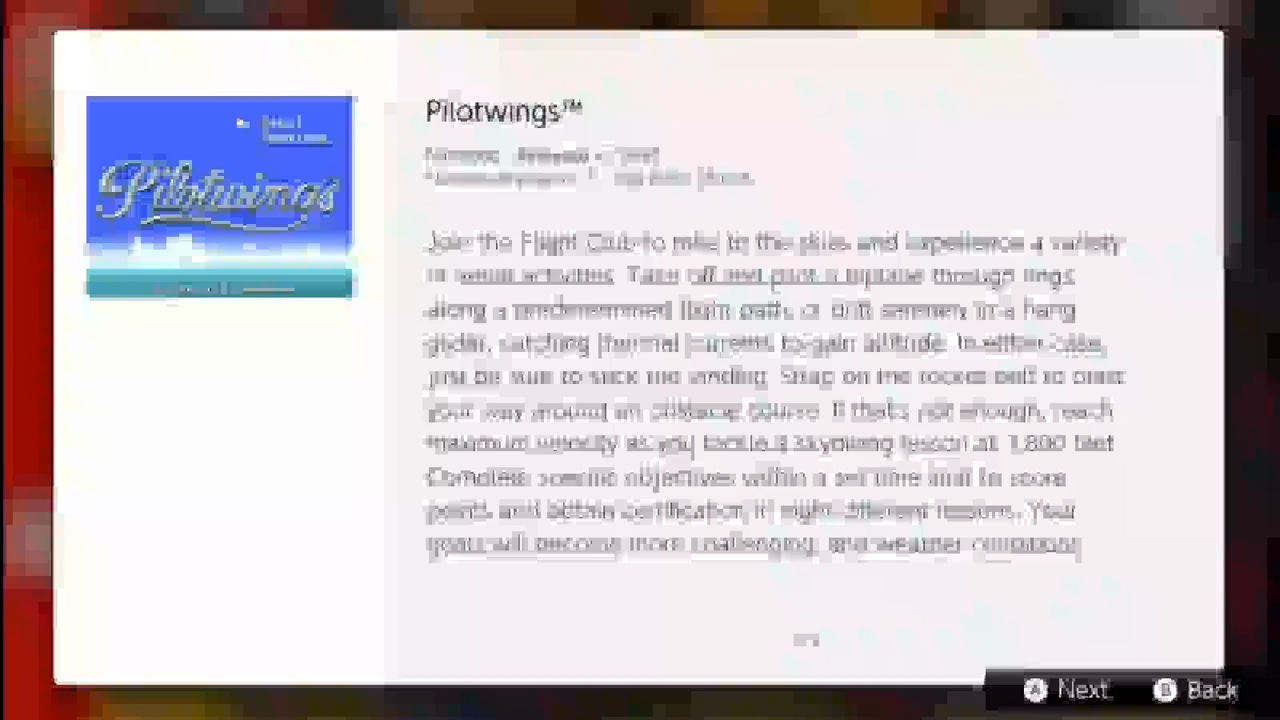 Pilotwings
Pilotwings™
Join the Flight Club to take to the skies and experience a variety
of aerial activities. Take off and pilot a biplane through rings
along a predetermined flight path, or drift serenely in a hang
glider, catching thermal currents to gain altitude. In either case,
just be sure to stick the landing. Strap on the rocket belt to blast
your way around an obstacle course. If that's not enough, reach
maximum velocity as you tackle a skydiving lesson at 3,800 feet.
Complete specific objectives within a set time limit to score
points and obtain certification in eight different lessons. Your
goals will become more challenging, and weather conditions
A Next
B Back